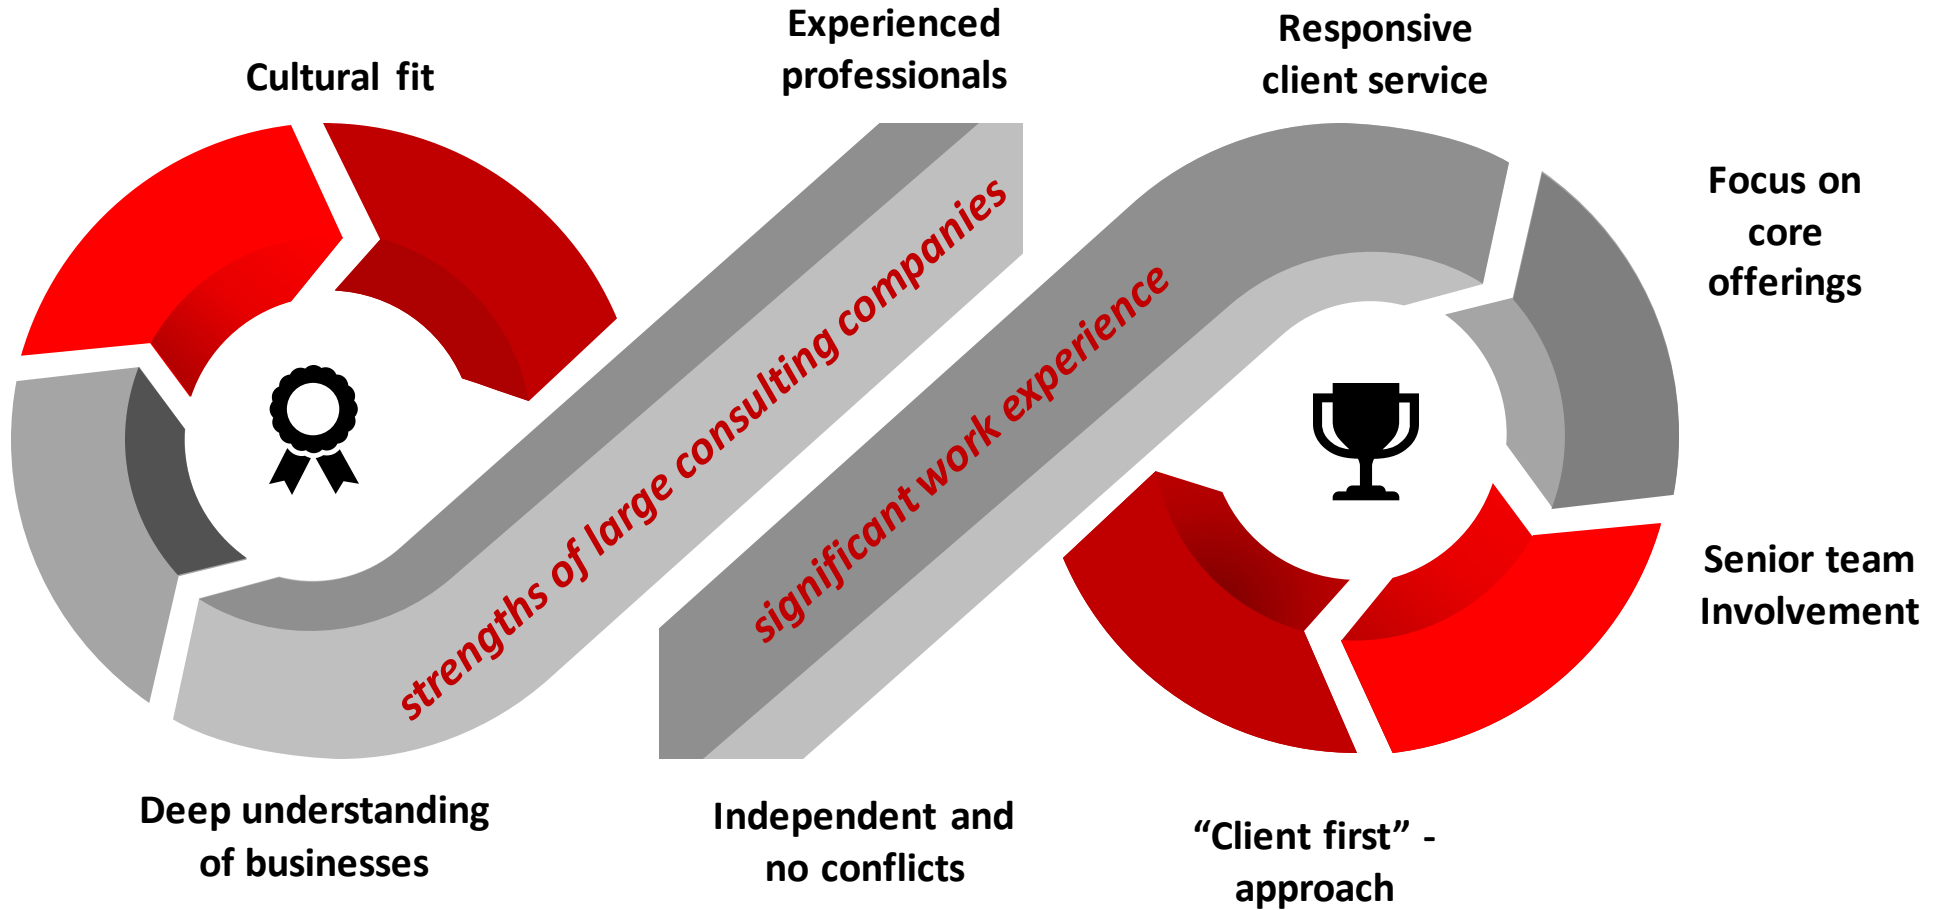 Cultural fit
Experienced
professionals
Responsive
client service
Focus on
core
offerings
strengths of large consulting companies
significant work experience
Senior team
Involvement
Deep understanding
of businesses
Independent and
no conflicts
“Client first” -
approach